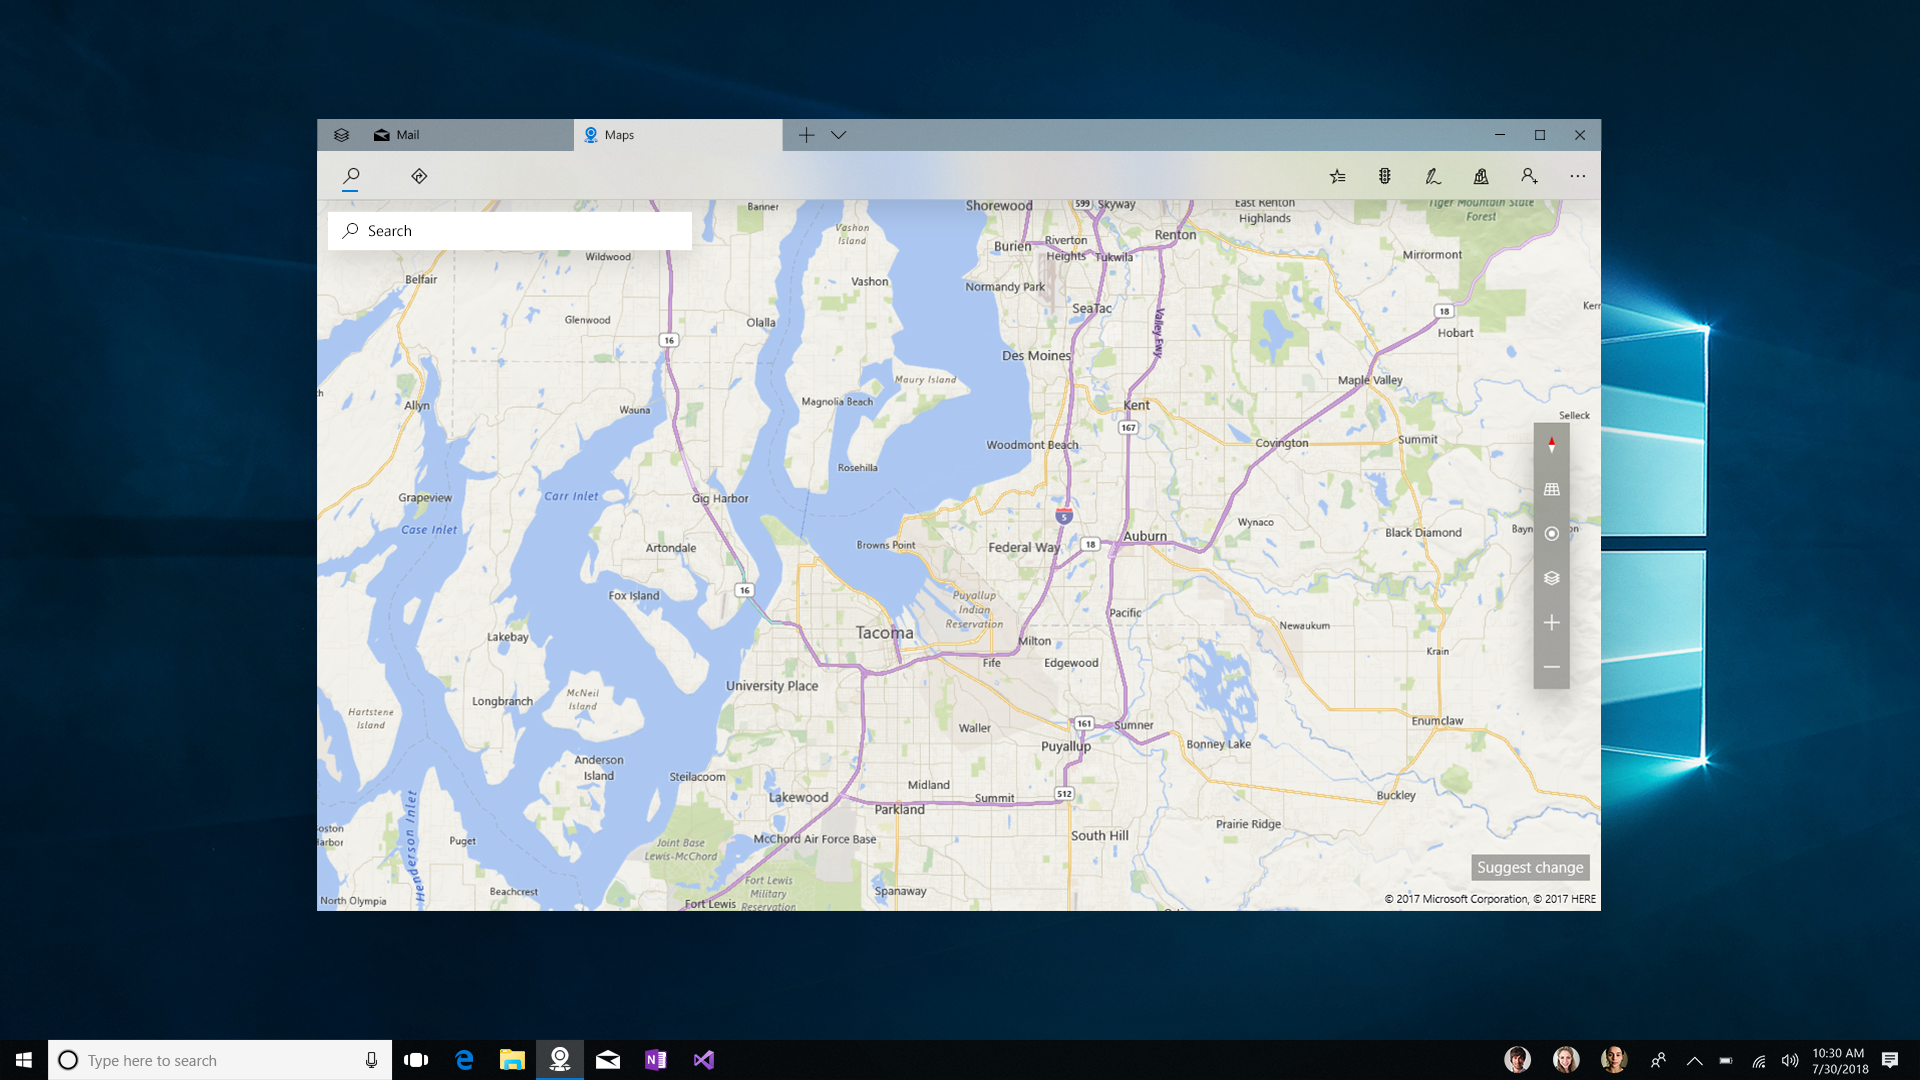 Mail
Maps
Search
Banner
Vashon
Island
Shorewood
599
Skyway
East Renton
Highlands
Tiger Mountain State
Forest
Wildwood
Burien
Riverton
Heights
Tukwila
Renton
Mirrormont
Belfair
Vashon
Normandy Park
SeaTac
Valley Fwy
Glenwood
Olalla
18
Hobart
16
Des Moines
Maple Valley
Maury Island
Allyn
Wauna
Magnolia Beach
Kent
167
Selleck
Woodmont Beach
Covington
Summit
Rosehilla
Grapeview
Carr Inlet
Gig Harbor
Case Inlet
5
Wynaco
Black Diamond
Artondale
Browns Point
Federal Way
18
Auburn
Fox Island
16
Puyallup
Indian
Reservation
Pacific
Lakebay
Tacoma
Milton
Newaukum
Fife
Edgewood
Krain
University Place
McNeil
Island
Longbranch
Hartstene
Island
Waller
161
Sumner
Enumclaw
Puyallup
Bonney Lake
Anderson
Island
Steilacoom
Midland
Lakewood
Summit
512
Buckley
Parkland
Prairie Ridge
Henderson Inlet
Puget
McChord Air Force Base
South Hill
Joint Base
Lewis-McChord
Suggest change
Fort Lewis
Military
Reservation
Beachcrest
Spanaway
North Olympia
Fort Lewis
© 2017 Microsoft Corporation, © 2017 HERE
Type here to search
N
10:30 AM
7/30/2018